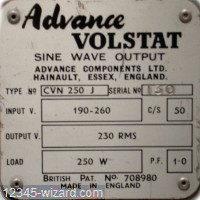 Advance
VOLSTAT
SINE WAVE OUTPUT
ADVANCE COMPONENTS LTD.
HAINAULT, ESSEX, ENGLAND.
TYPE Nº CVN 250 J SERIAL Nº 130
INPUT V. 190-260 C/S 50
OUTPUT V. 230 RMS
LOAD 250 W P.F. 1·0
BRITISH PAT. Nº 708980
MADE IN ENGLAND
12345-wizard.com